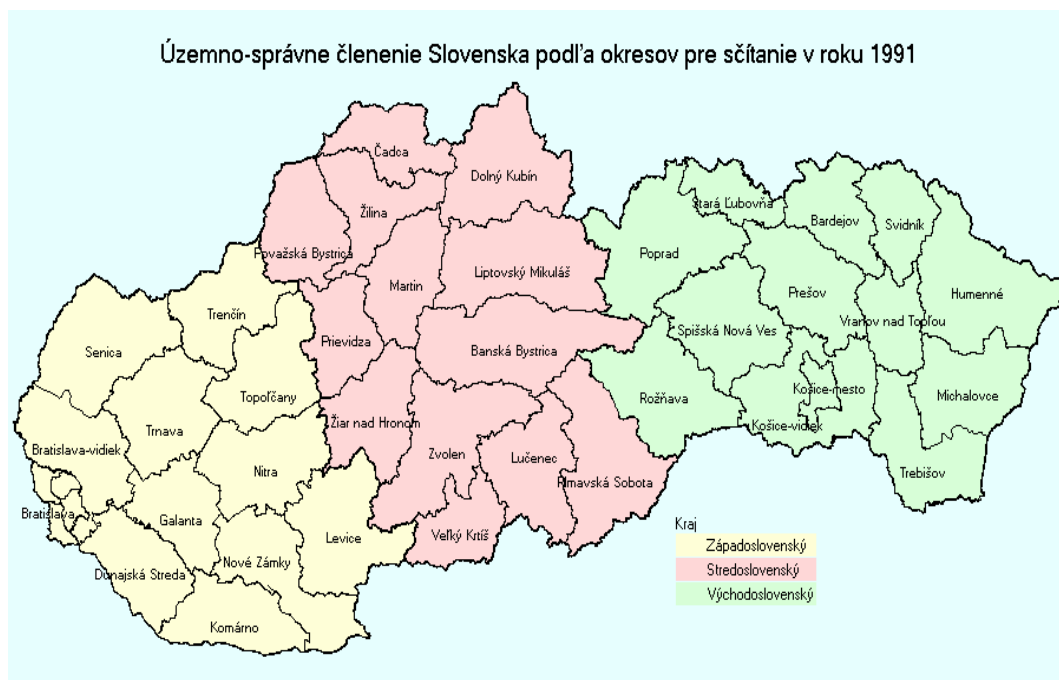 Územno-správne členenie Slovenska podľa okresov pre sčítanie v roku 1991
Čadca
Dolný Kubín
Žilina
Stará Ľubovňa
Bardejov
Svidník
Považská Bystrica
Poprad
Liptovský Mikuláš
Martin
Prešov
Humenné
Trenčín
Vranov nad Topľou
Spišská Nová Ves
Prievidza
Banská Bystrica
Senica
Topoľčany
Rožňava
Košice-mesto
Michalovce
Žiar nad Hronom
Košice-vidiek
Trnava
Bratislava-vidiek
Zvolen
Lučenec
Nitra
Trebišov
Rimavská Sobota
Bratislava
Galanta
Levice
Veľký Krtíš
Nové Zámky
Dunajská Streda
Komárno
Kraj
Západoslovenský
Stredoslovenský
Východoslovenský